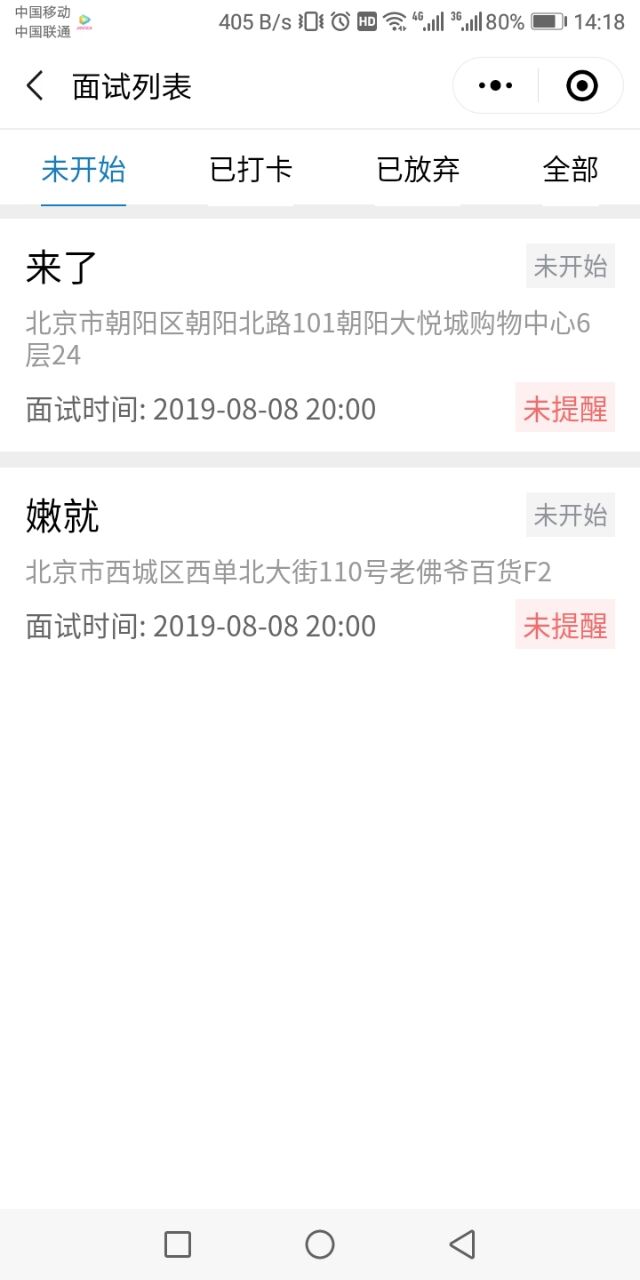 中国移动
中国联通
405 B/s HD 4G 3G 80% 14:18
面试列表
未开始 已打卡 已放弃 全部
来了 未开始
北京市朝阳区朝阳北路101朝阳大悦城购物中心6
层24
面试时间: 2019-08-08 20:00 未提醒
嫩就 未开始
北京市西城区西单北大街110号老佛爷百货F2
面试时间: 2019-08-08 20:00 未提醒